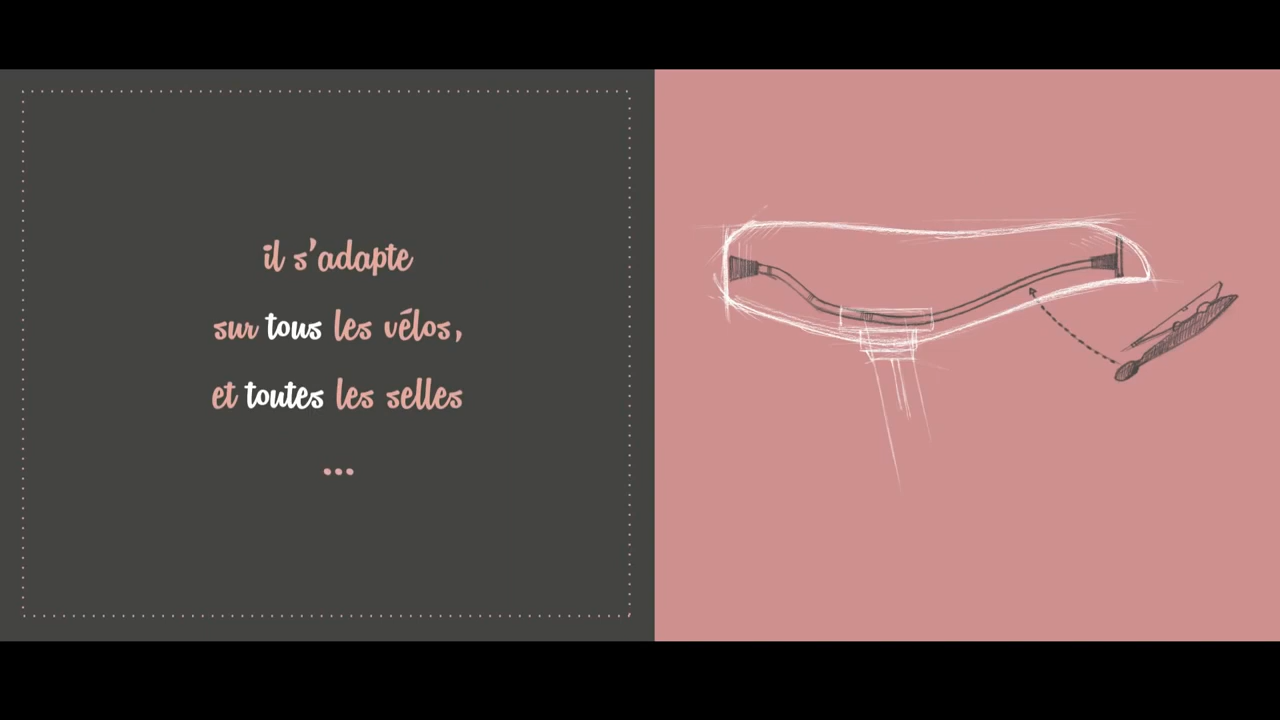 il s'adapte
sur tous les vélos,
et toutes les selles
...